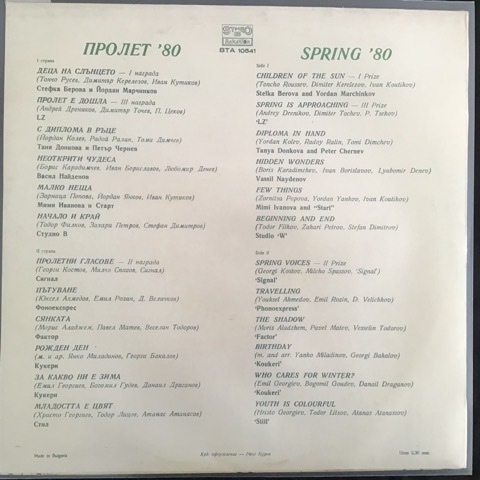 STEREO
BALKANTON
BTA 10641
ПРОЛЕТ '80
I страна
ДЕЦА НА СЛЪНЦЕТО — I награда
(Тончо Русев, Димитър Керелезов, Иван Кутиков)
Стефка Берова и Йордан Марчинков
ПРОЛЕТ Е ДОШЛА — III награда
(Андрей Дреников, Димитър Точев, П. Цеков)
LZ
С ДИПЛОМА В РЪЦЕ
(Йордан Колев, Радой Ралин, Томи Димчев)
Таня Донкова и Петър Чернев
НЕОТКРИТИ ЧУДЕСА
(Борис Карадимчев, Иван Бориславов, Любомир Денев)
Васил Найденов
МАЛКО НЕЩА
(Зорница Попова, Йордан Янков, Иван Кутиков)
Мими Иванова и Старт
НАЧАЛО И КРАЙ
(Тодор Филков, Захари Петров, Стефан Димитров)
Студио В
II страна
ПРОЛЕТНИ ГЛАСОВЕ — II награда
(Георги Костов, Милчо Спасов, Сигнал)
Сигнал
ПЪТУВАНЕ
(Юксел Ахмедов, Емил Розин, Д. Величков)
Фоноекспрес
СЯНКАТА
(Морис Аладжем, Павел Матев, Веселин Тодоров)
Фактор
РОЖДЕН ДЕН
(м. и ар. Янко Миладинов, Георги Бакалов)
Кукери
ЗА КАКВО НИ Е ЗИМА
(Емил Георгиев, Богомил Гудев, Данаил Драганов)
Кукери
МЛАДОСТТА Е ЦВЯТ
(Христо Георгиев, Тодор Лицов, Атанас Атанасов)
Стил
SPRING '80
Side I
CHILDREN OF THE SUN — I Prize
(Toncho Roussev, Dimiter Kerelezov, Ivan Koutikov)
Stefka Berova and Yordan Marchinkov
SPRING IS APPROACHING — III Prize
(Andrey Drenikov, Dimiter Tochev, P. Tsekov)
'LZ'
DIPLOMA IN HAND
(Yordan Kolev, Radoy Ralin, Tomi Dimchev)
Tanya Donkova and Peter Chernev
HIDDEN WONDERS
(Boris Karadimchev, Ivan Borislavov, Lyubomir Denev)
Vassil Naydenov
FEW THINGS
(Zornitsa Popova, Yordan Yankov, Ivan Koutikov)
Mimi Ivanova and "Start"
BEGINNING AND END
(Todor Filkov, Zahari Petrov, Stefan Dimitrov)
Studio 'W'
Side II
SPRING VOICES — II Prize
(Georgi Kostov, Milcho Spassov, 'Signal')
'Signal'
TRAVELLING
(Youksel Ahmedov, Emil Rozin, D. Velichkov)
'Phonoexpress'
THE SHADOW
(Moris Aladzhem, Pavel Matev, Vesselin Todorov)
'Factor'
BIRTHDAY
(m. and arr. Yanko Miladinov, Georgi Bakalov)
'Koukeri'
WHO CARES FOR WINTER?
(Emil Georgiev, Bogomil Goudev, Danail Draganov)
'Koukeri'
YOUTH IS COLOURFUL
(Hristo Georgiev, Todor Litsov, Atanas Atanassov)
'Still'
Made in Bulgaria
Худ. оформление —
Цена 5,30 лева